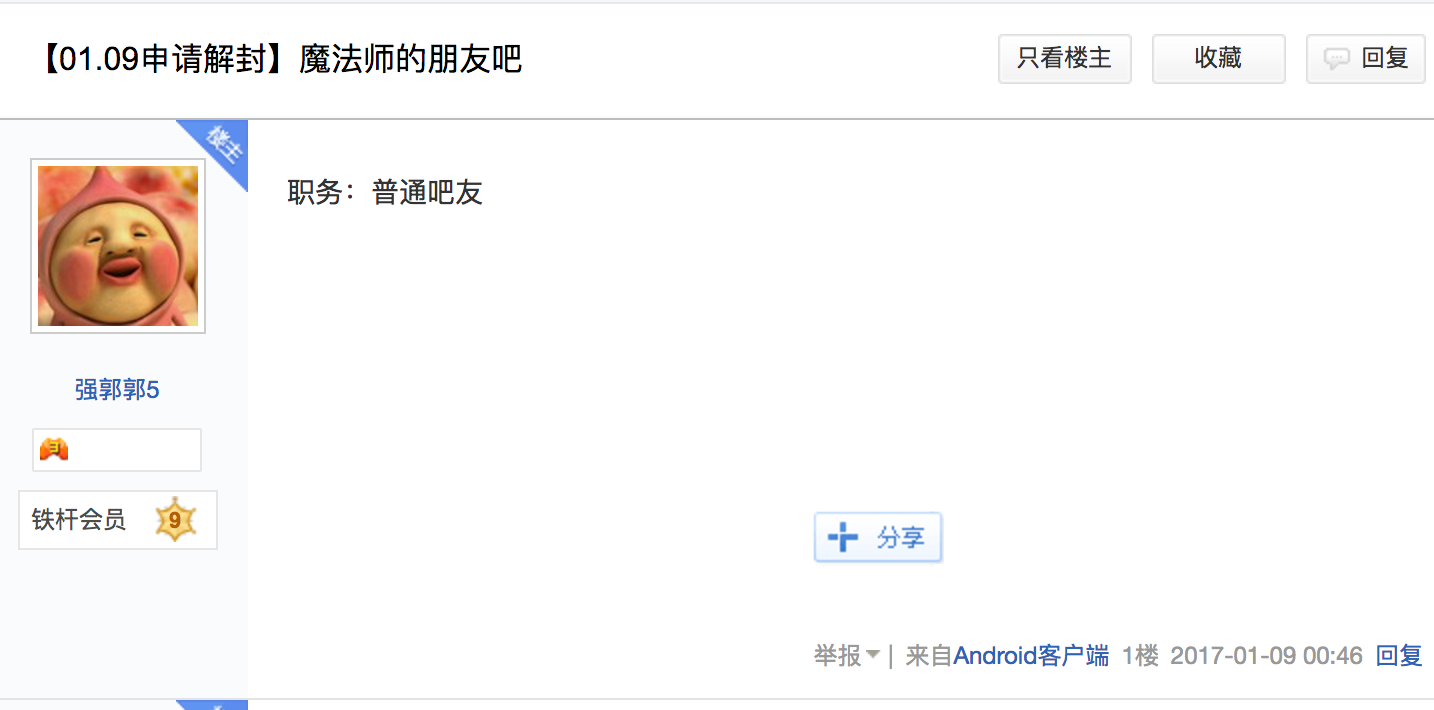 【01.09申请解封】魔法师的朋友吧
只看楼主
收藏
回复
楼主
职务：普通吧友
强郭郭5
3
铁杆会员 9
分享
举报 | 来自Android客户端 1楼 2017-01-09 00:46 回复